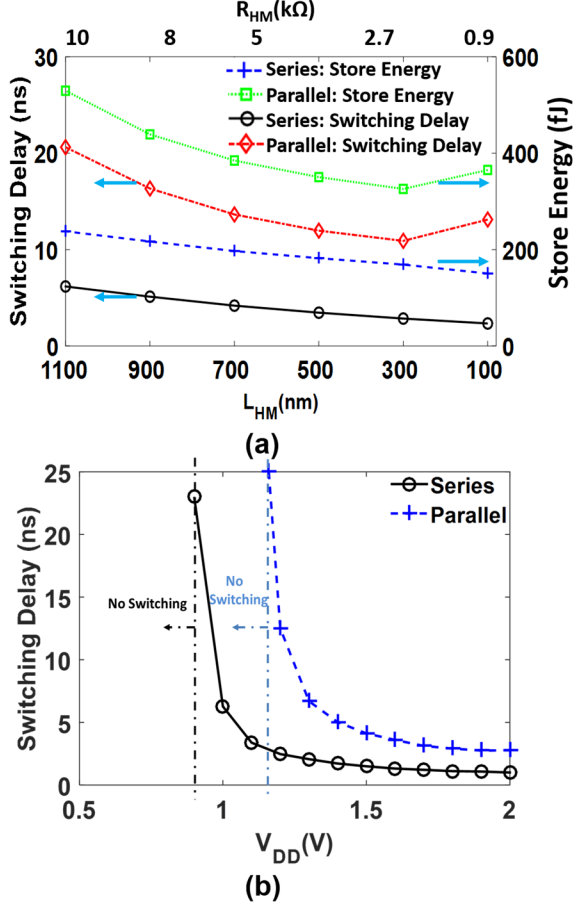 R_HM(kΩ)
10 8 5 2.7 0.9
30 600
Series: Store Energy
Parallel: Store Energy
Series: Switching Delay
Parallel: Switching Delay
20 400
10 200
0 0
Switching Delay (ns)
Store Energy (fJ)
1100 900 700 500 300 100
L_HM(nm)
(a)
25
Series
Parallel
20
15
No Switching
No
Switching
10
5
0
Switching Delay (ns)
0.5 1 1.5 2
V_DD(V)
(b)